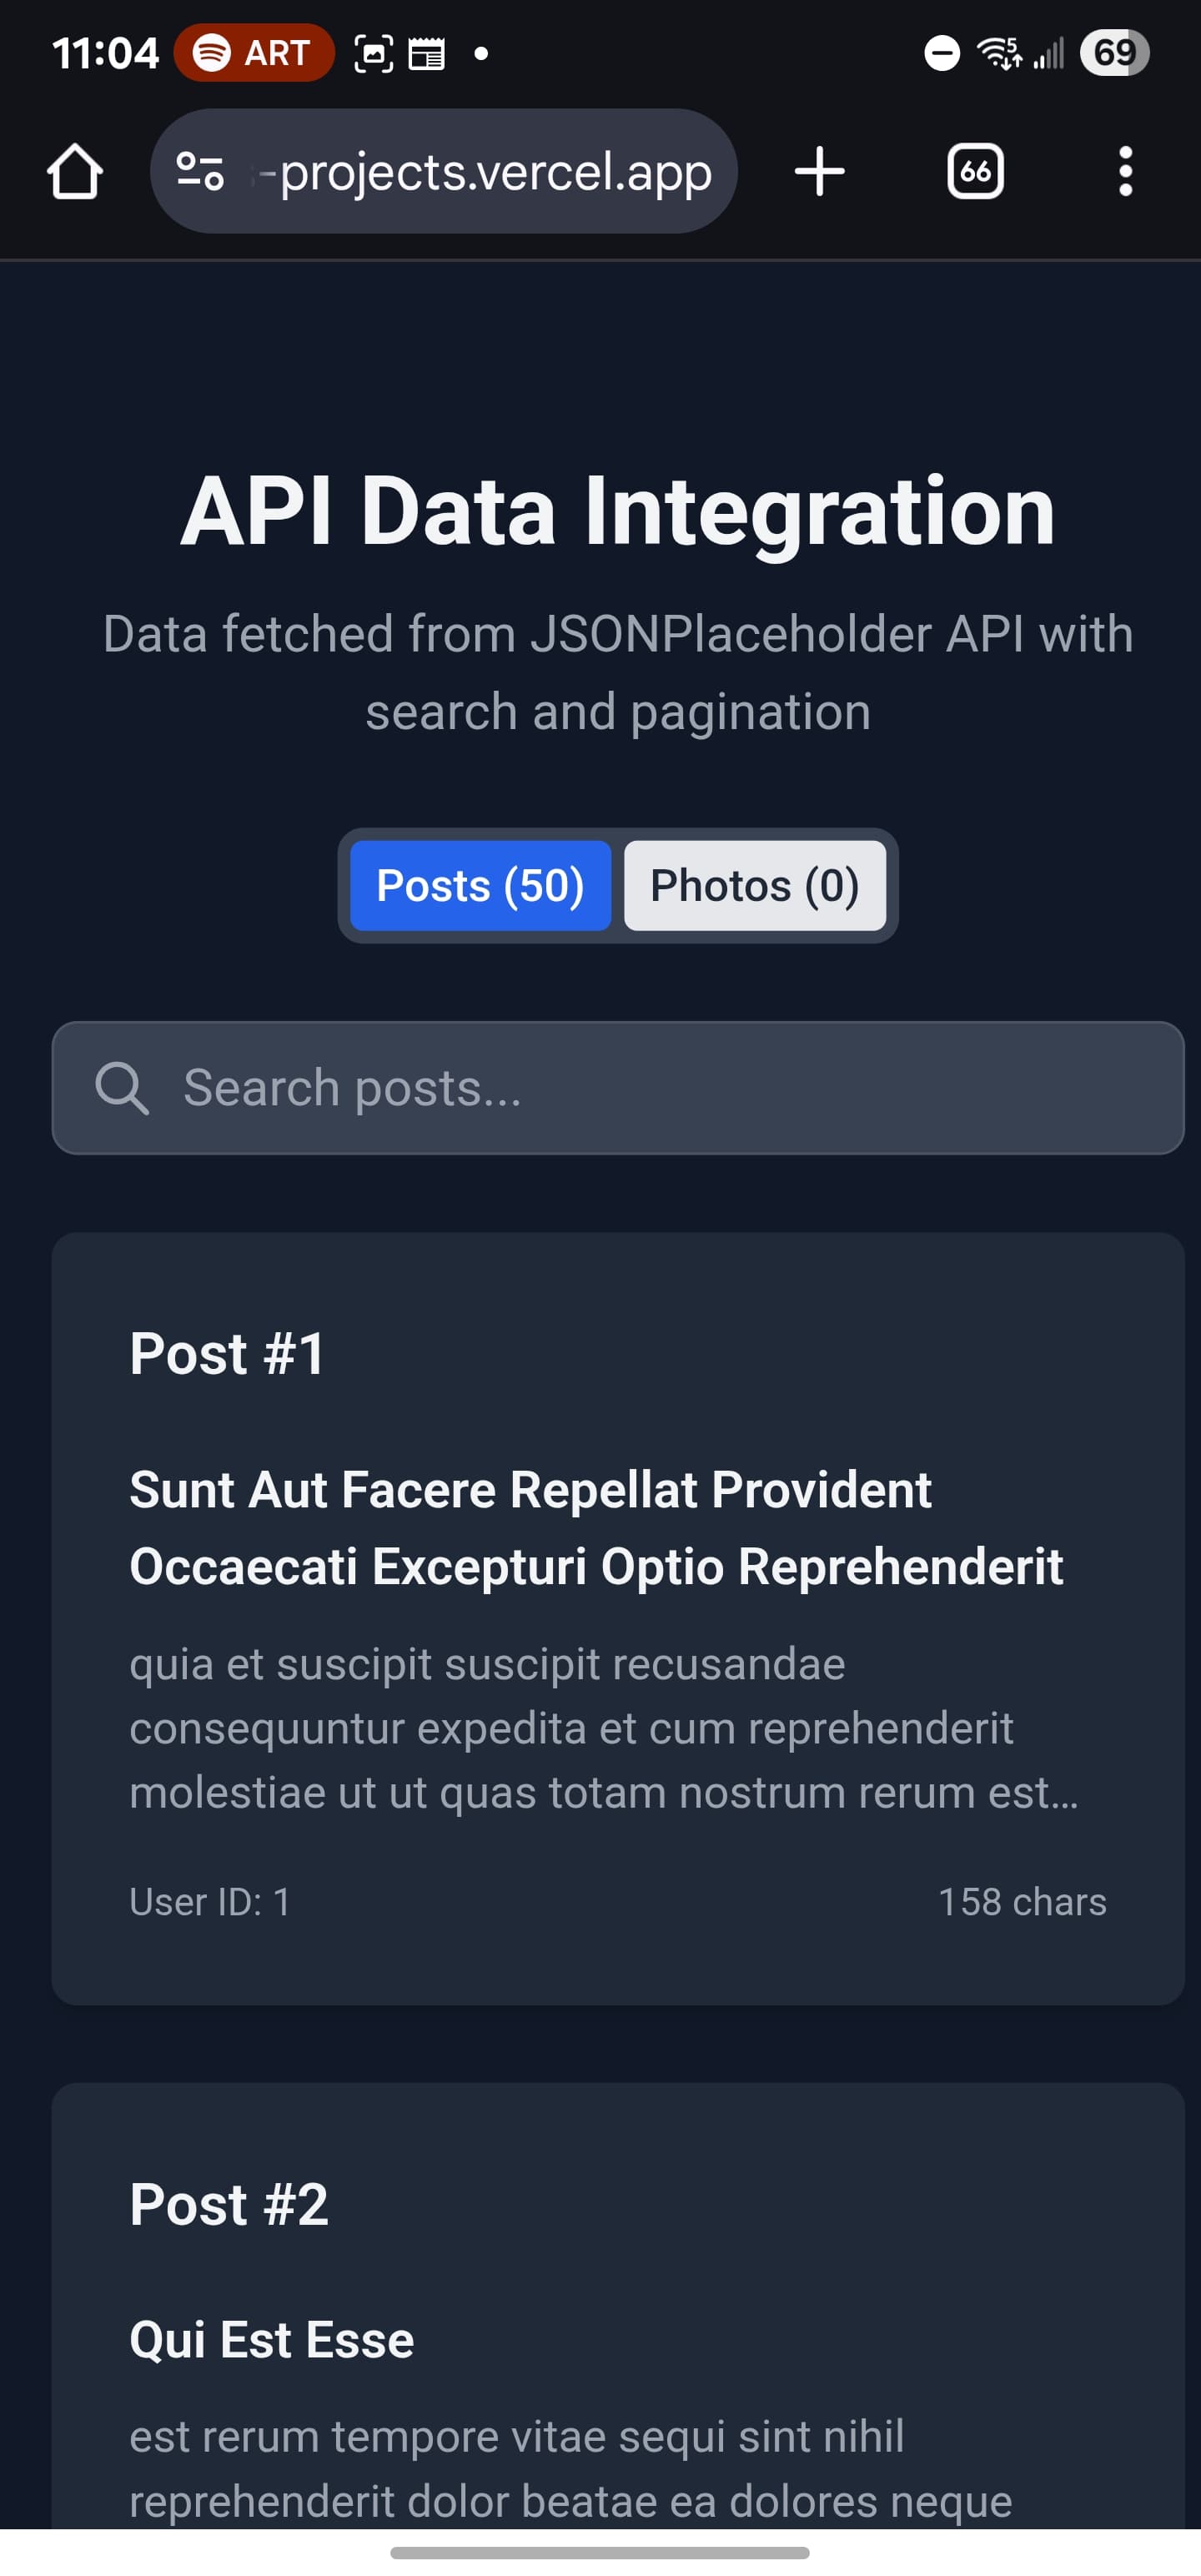 11:04 ART 5 69
-projects.vercel.app 66
API Data Integration
Data fetched from JSONPlaceholder API with
search and pagination
Posts (50) Photos (0)
Search posts...
Post #1
Sunt Aut Facere Repellat Provident
Occaecati Excepturi Optio Reprehenderit
quia et suscipit suscipit recusandae
consequuntur expedita et cum reprehenderit
molestiae ut ut quas totam nostrum rerum est...
User ID: 1 158 chars
Post #2
Qui Est Esse
est rerum tempore vitae sequi sint nihil
reprehenderit dolor beatae ea dolores neque